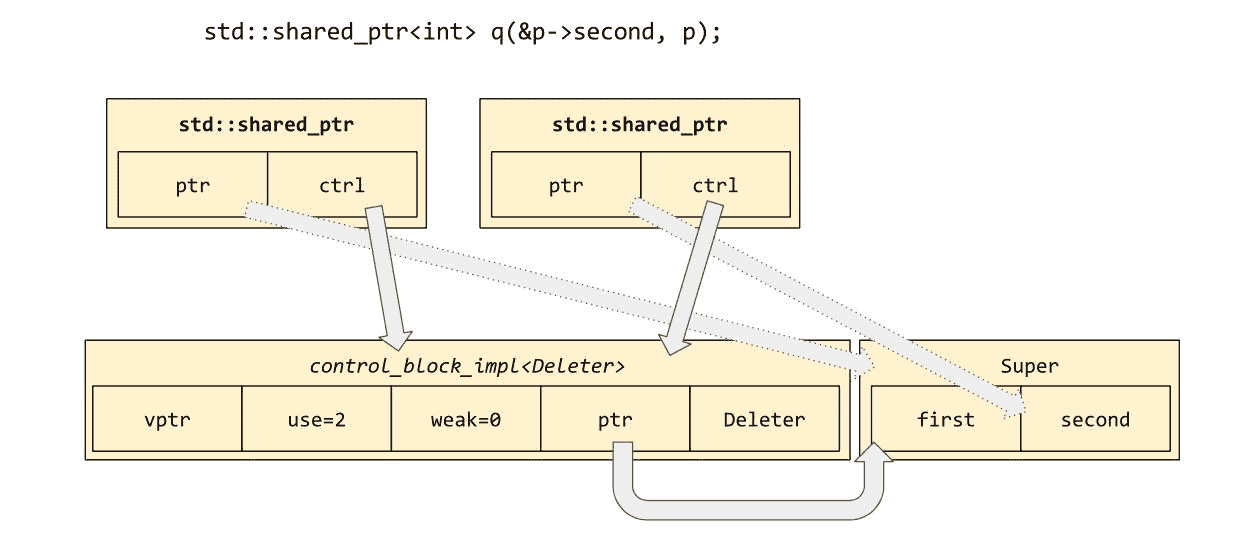 std::shared_ptr<int> q(&p->second, p);
std::shared_ptr
std::shared_ptr
ptr
ctrl
ptr
ctrl
control_block_impl<Deleter>
Super
vptr
use=2
weak=0
ptr
Deleter
first
second